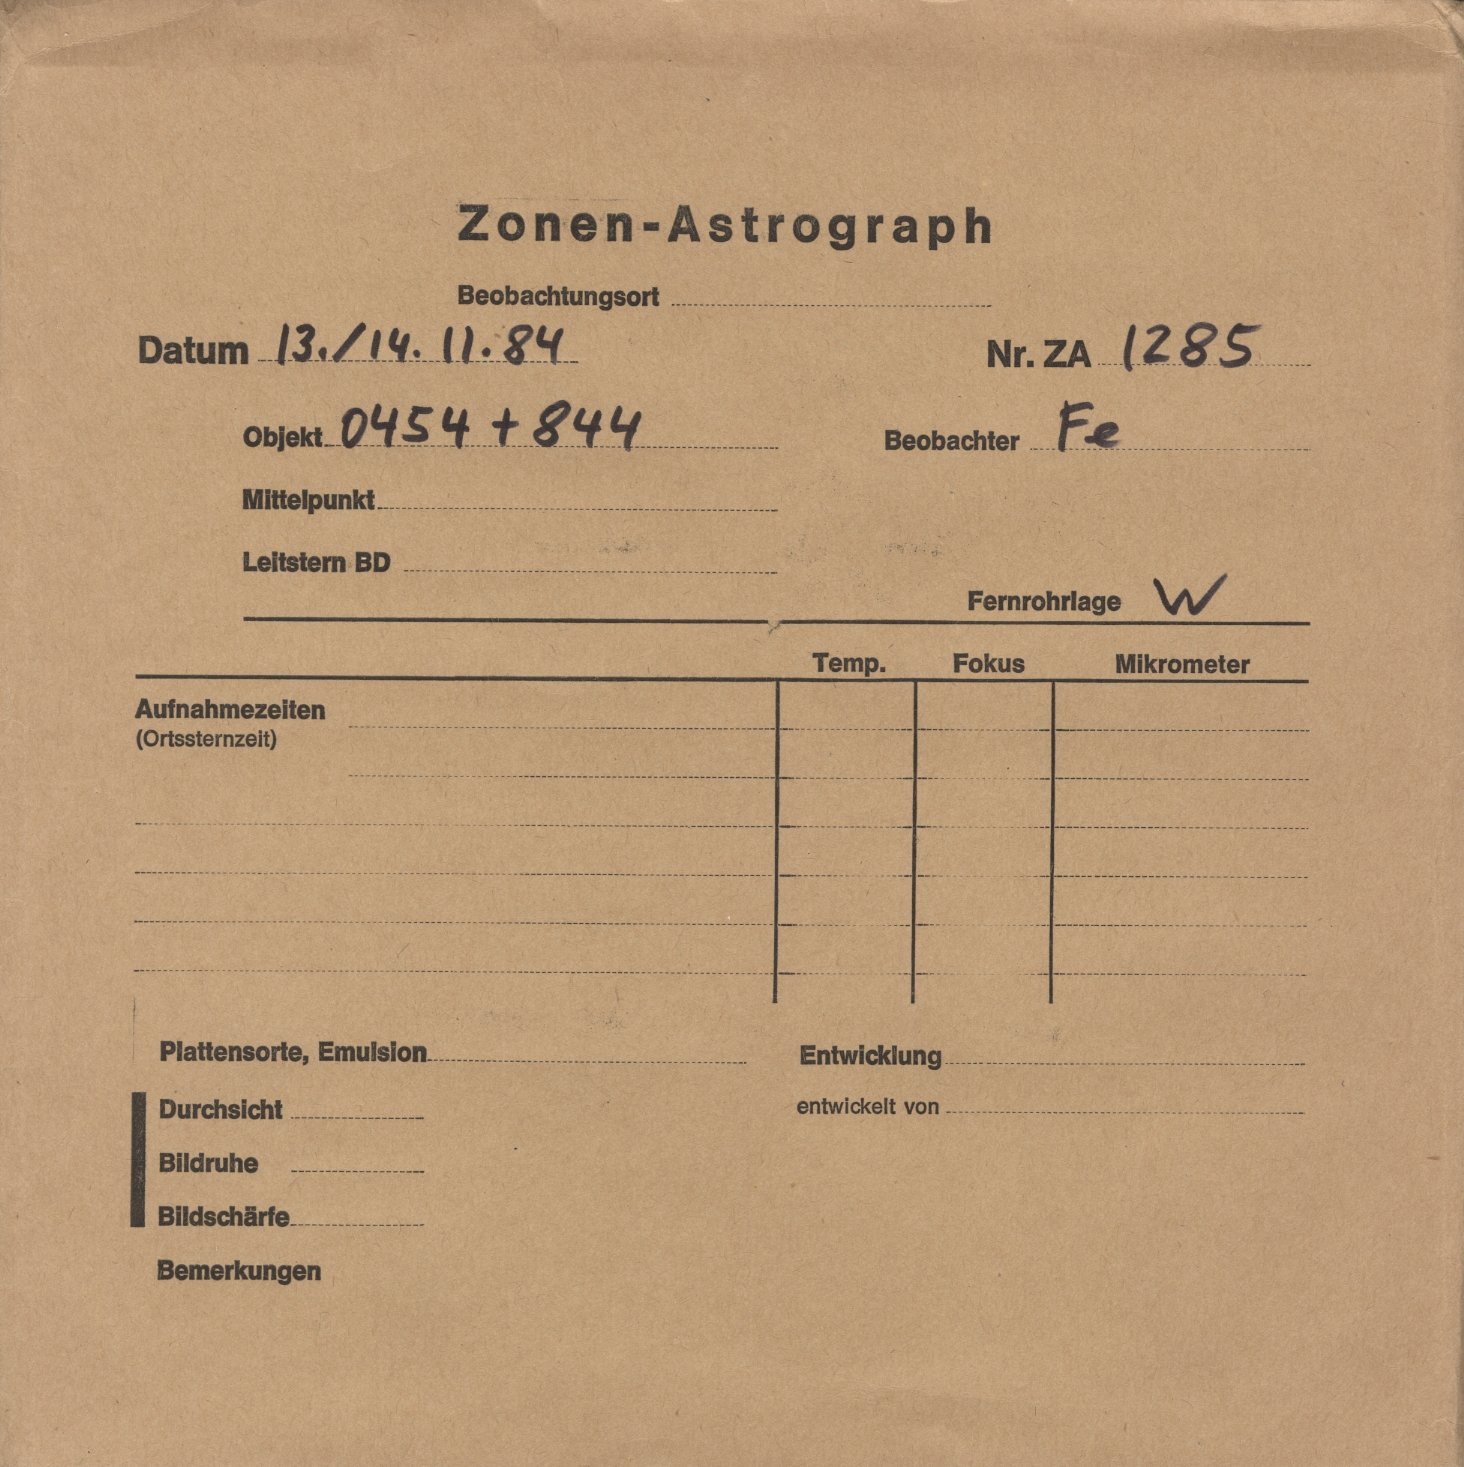 Zonen-Astrograph
Beobachtungsort
Datum 13./14. 11. 84 Nr. ZA 1285
Objekt 0454 + 844 Beobachter Fe
Mittelpunkt
Leitstern BD
Fernrohrlage W
Temp. Fokus Mikrometer
Aufnahmezeiten
(Ortssternzeit)
Plattensorte, Emulsion Entwicklung
Durchsicht entwickelt von
Bildruhe
Bildschärfe
Bemerkungen